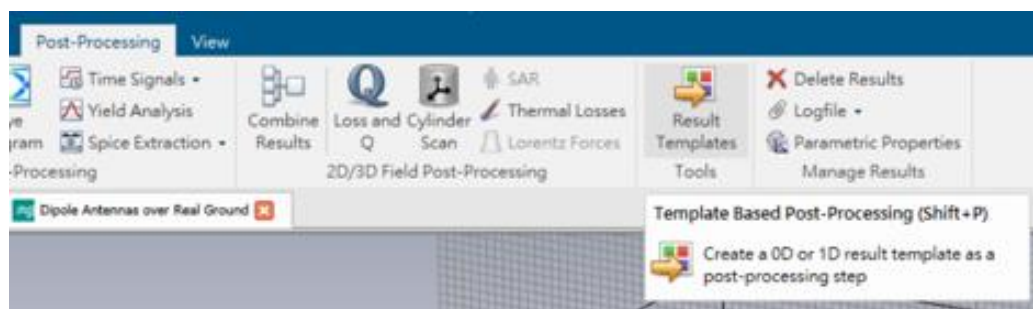 Post-Processing View
Time Signals
Yield Analysis
Spice Extraction
Combine Results
Loss and Q
Cylinder Scan
SAR
Thermal Losses
Lorentz Forces
Result Templates
Delete Results
Logfile
Parametric Properties
-Processing
2D/3D Field Post-Processing
Tools
Manage Results
Dipole Antennas over Real Ground
Template Based Post-Processing (Shift+P)
Create a 0D or 1D result template as a
post-processing step